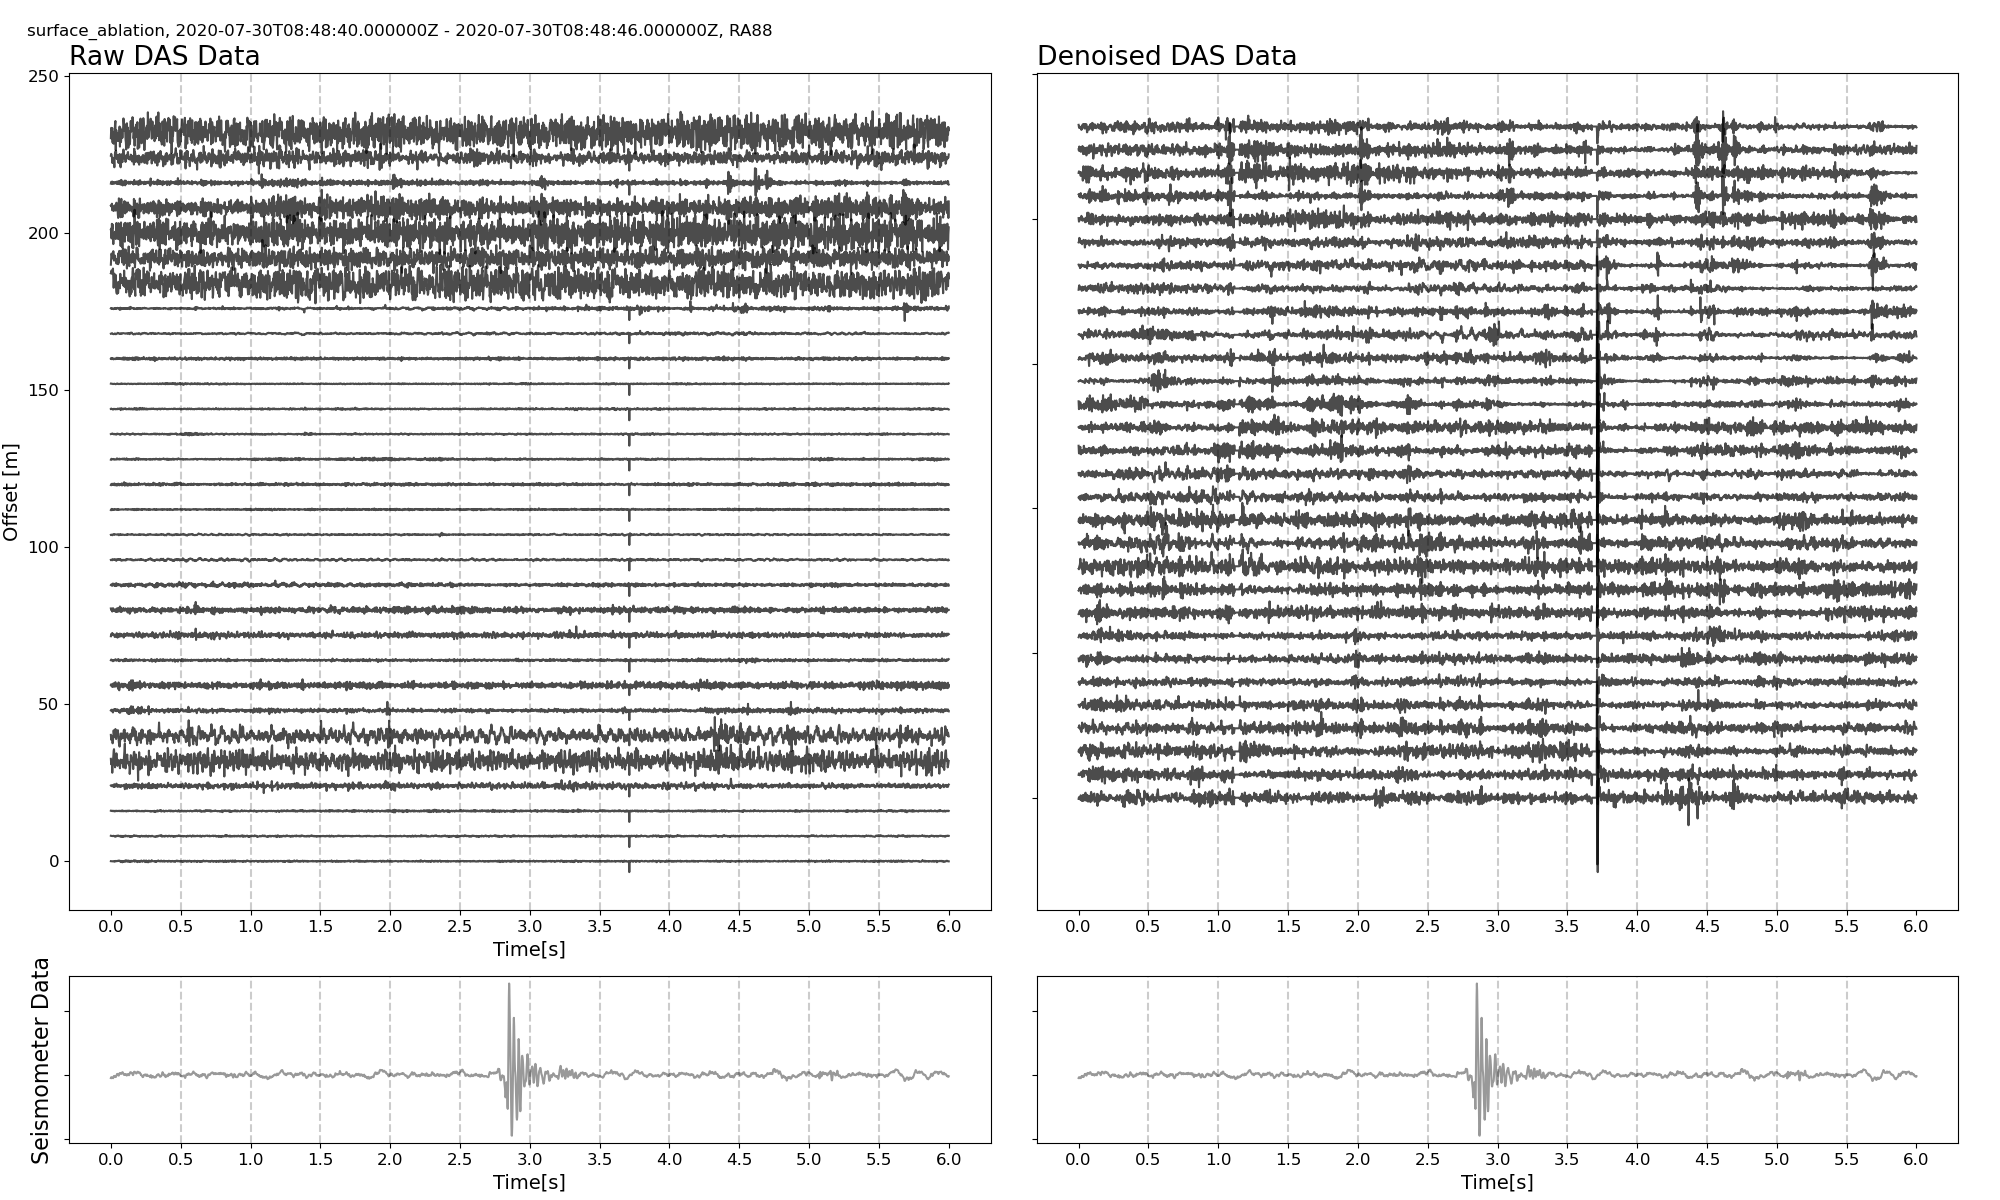 surface_ablation, 2020-07-30T08:48:40.000000Z - 2020-07-30T08:48:46.000000Z, RA88
Raw DAS Data
Denoised DAS Data
Offset [m]
250
200
150
100
50
0
0.0 0.5 1.0 1.5 2.0 2.5 3.0 3.5 4.0 4.5 5.0 5.5 6.0
Time[s]
0.0 0.5 1.0 1.5 2.0 2.5 3.0 3.5 4.0 4.5 5.0 5.5 6.0
Seismometer Data
0.0 0.5 1.0 1.5 2.0 2.5 3.0 3.5 4.0 4.5 5.0 5.5 6.0
Time[s]
0.0 0.5 1.0 1.5 2.0 2.5 3.0 3.5 4.0 4.5 5.0 5.5 6.0
Time[s]